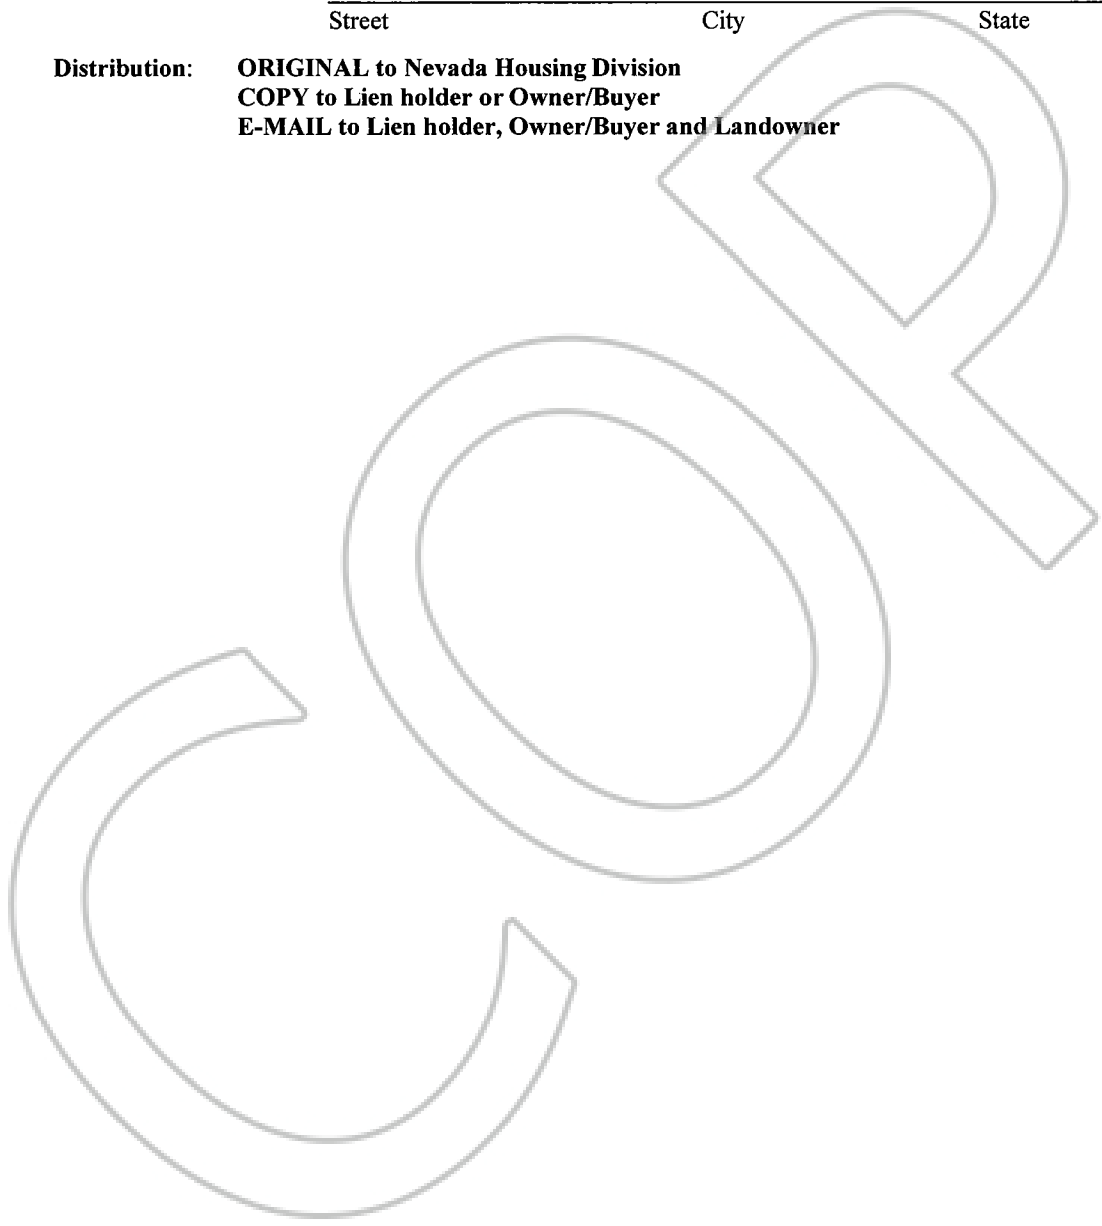 Street City State
Distribution: ORIGINAL to Nevada Housing Division
COPY to Lien holder or Owner/Buyer
E-MAIL to Lien holder, Owner/Buyer and Landowner
COP